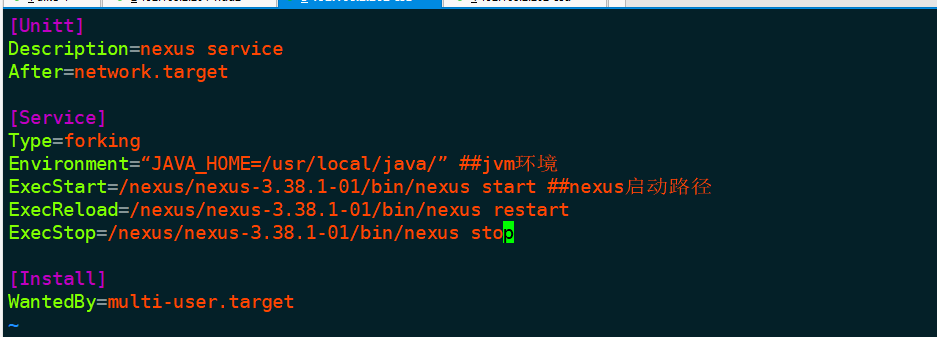 [Unitt]
Description=nexus service
After=network.target
[Service]
Type=forking
Environment=“JAVA_HOME=/usr/local/java/” ##jvm环境
ExecStart=/nexus/nexus-3.38.1-01/bin/nexus start ##nexus启动路径
ExecReload=/nexus/nexus-3.38.1-01/bin/nexus restart
ExecStop=/nexus/nexus-3.38.1-01/bin/nexus stop
[Install]
WantedBy=multi-user.target
~